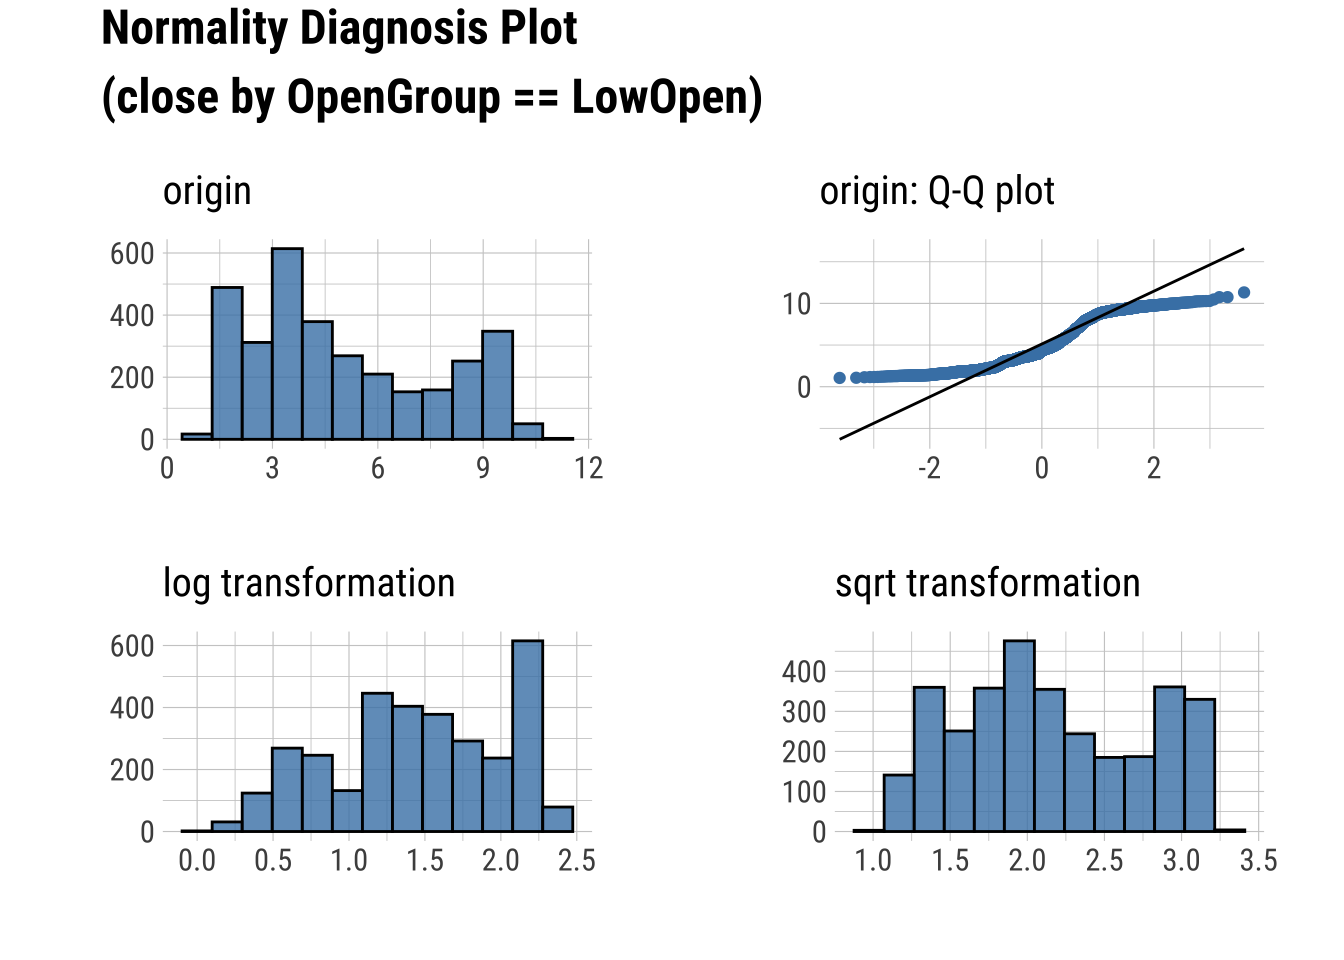 Normality Diagnosis Plot
(close by OpenGroup == LowOpen)
origin
600
400
200
0
0 3 6 9 12
origin: Q-Q plot
10
0
-2 0 2
log transformation
600
400
200
0
0.0 0.5 1.0 1.5 2.0 2.5
sqrt transformation
400
300
200
100
0
1.0 1.5 2.0 2.5 3.0 3.5